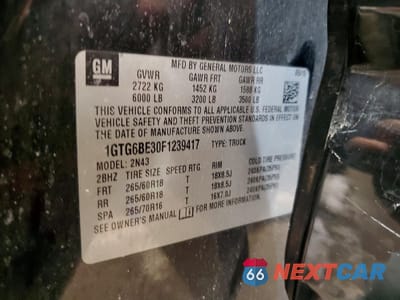 GM
MFD BY GENERAL MOTORS LLC
GVWR GAWR FRT GAWR RR
2722 KG 1452 KG 1588 KG
6000 LB 3200 LB 3500 LB
THIS VEHICLE CONFORMS TO ALL APPLICABLE U.S. FEDERAL MOTOR
VEHICLE SAFETY AND THEFT PREVENTION STANDARDS IN EFFECT ON
THE DATE OF MANUFACTURE SHOWN ABOVE.
1GTG6BE30F1239417 TYPE: TRUCK
MODEL: 2N43
2BHZ TIRE SIZE SPEED RTG RIM COLD TIRE PRESSURE
FRT 265/60R18 18X8.5J
RR 265/60R18 18X8.5J
SPA 265/70R16 16X7.0J
SEE OWNER'S MANUAL FOR MORE INFORMATION.
66 NEXTCAR